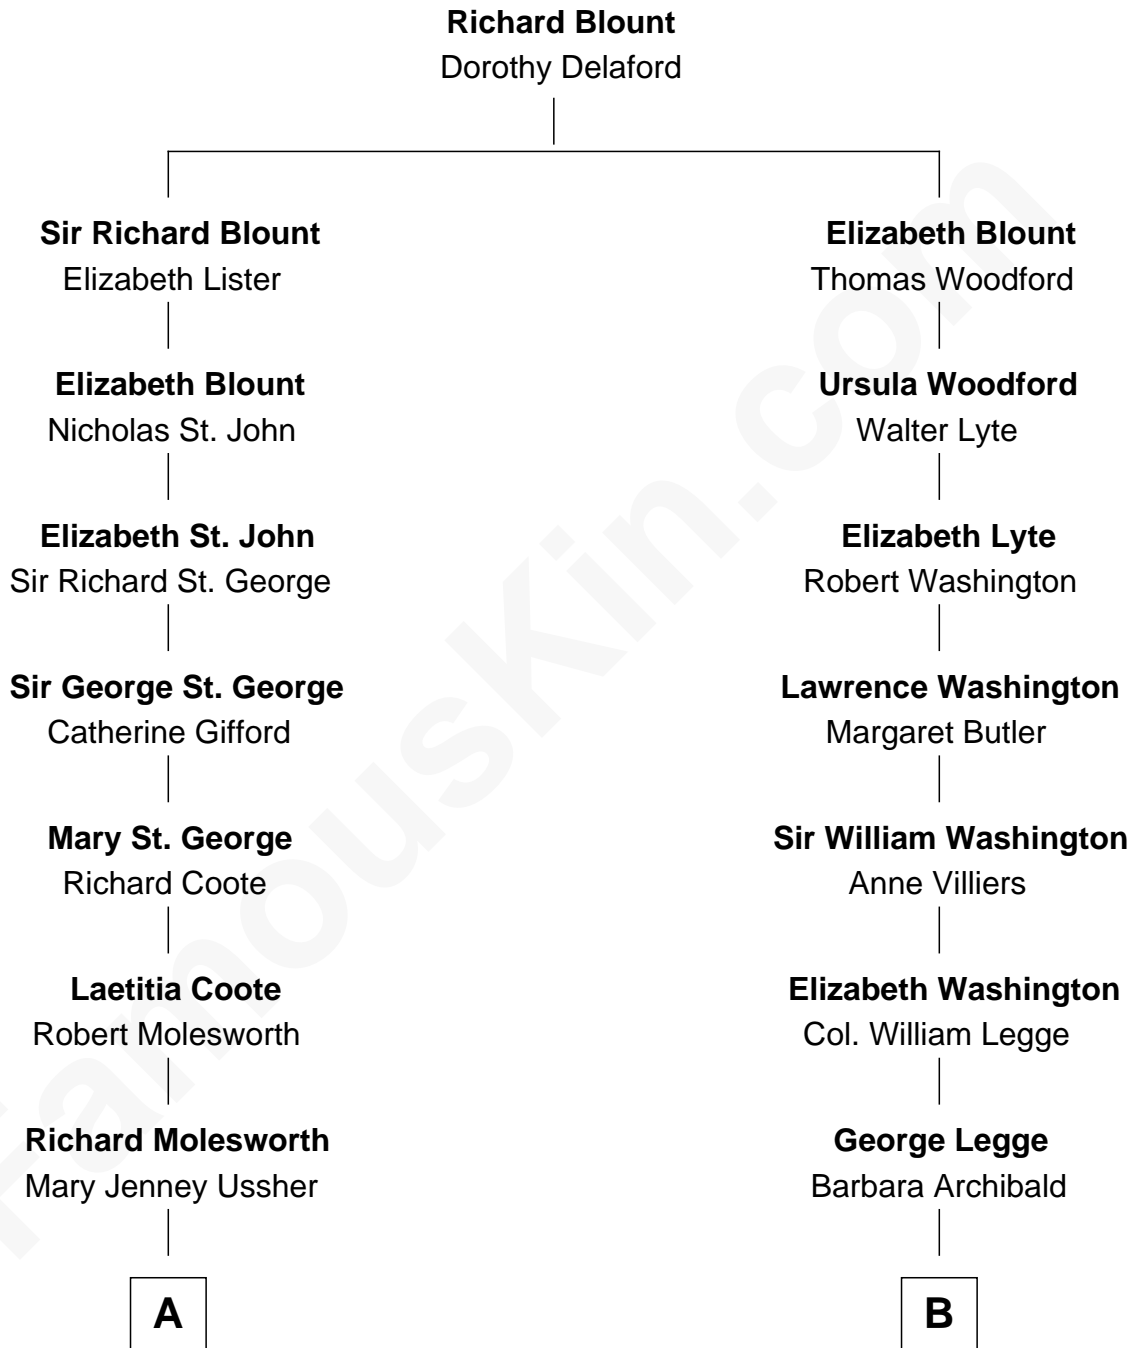 Richard Blount
Dorothy Delaford
Sir Richard Blount
Elizabeth Lister
Elizabeth Blount
Nicholas St. John
Elizabeth St. John
Sir Richard St. George
Sir George St. George
Catherine Gifford
Mary St. George
Richard Coote
Laetitia Coote
Robert Molesworth
Richard Molesworth
Mary Jenney Ussher
A
Elizabeth Blount
Thomas Woodford
Ursula Woodford
Walter Lyte
Elizabeth Lyte
Robert Washington
Lawrence Washington
Margaret Butler
Sir William Washington
Anne Villiers
Elizabeth Washington
Col. William Legge
George Legge
Barbara Archibald
B
FamousKin.com